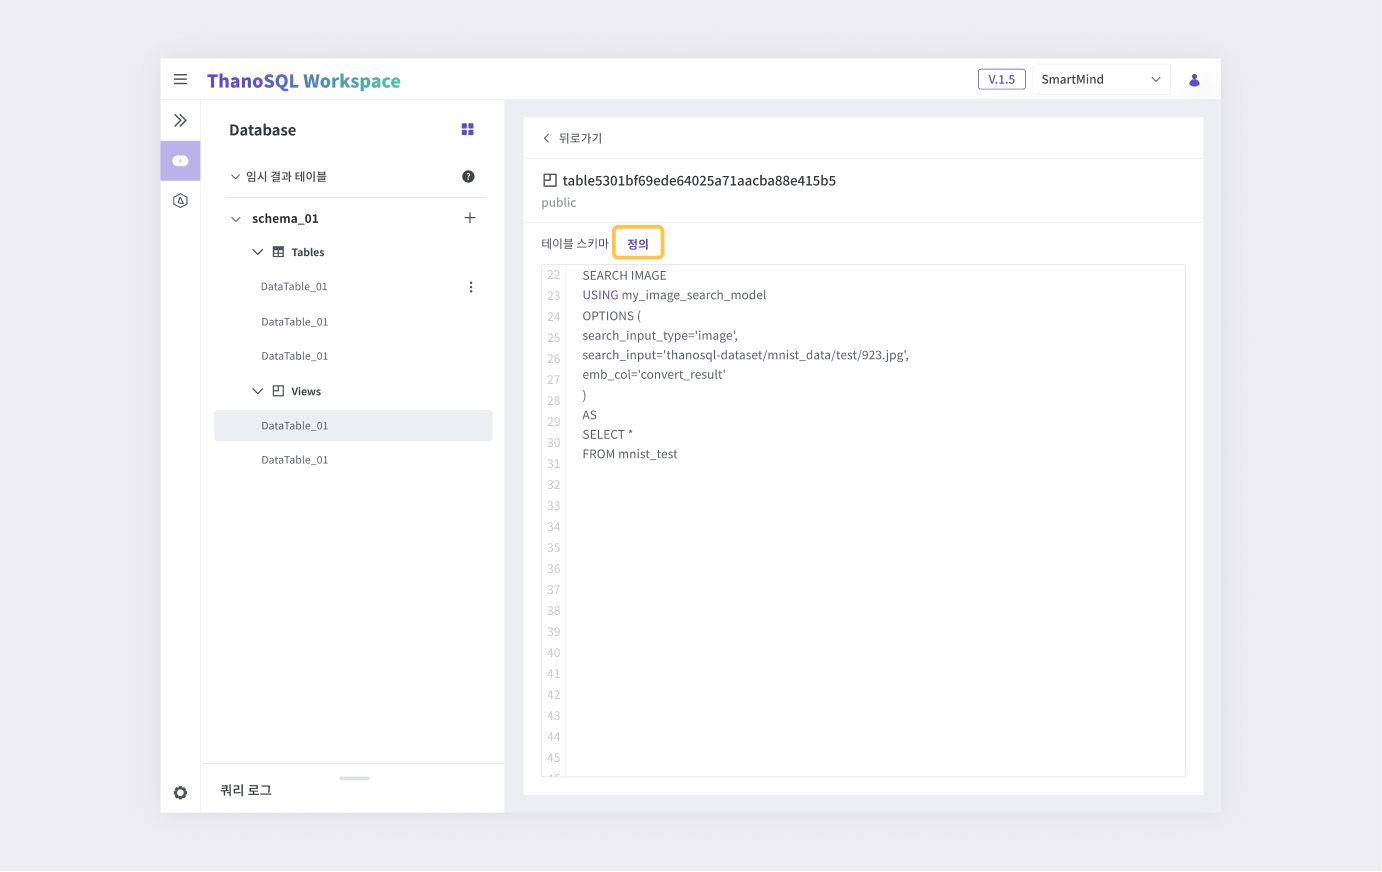 ThanoSQL Workspace
V.1.5
SmartMind
Database
임시 결과 테이블
?
schema_01
Tables
DataTable_01
DataTable_01
DataTable_01
Views
DataTable_01
DataTable_01
쿼리 로그
뒤로가기
table5301bf69ede64025a71aacba88e415b5
public
테이블 스키마 정의
22 SEARCH IMAGE
23 USING my_image_search_model
24 OPTIONS (
25 search_input_type='image',
26 search_input='thanosql-dataset/mnist_data/test/923.jpg',
27 emb_col='convert_result'
28 )
29 AS
30 SELECT *
31 FROM mnist_test
32
33
34
35
36
37
38
39
40
41
42
43
44
45